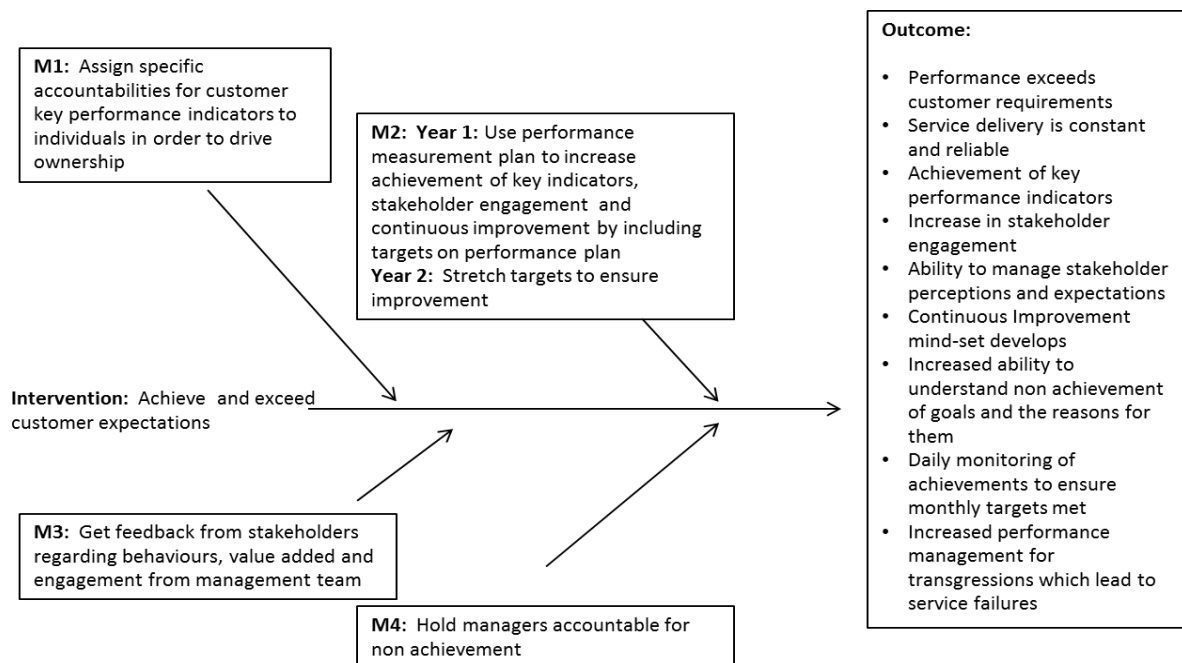 M1: Assign specific
accountabilities for customer
key performance indicators to
individuals in order to drive
ownership
M2: Year 1: Use performance
measurement plan to increase
achievement of key indicators,
stakeholder engagement and
continuous improvement by including
targets on performance plan
Year 2: Stretch targets to ensure
improvement
Intervention: Achieve and exceed
customer expectations
M3: Get feedback from stakeholders
regarding behaviours, value added and
engagement from management team
M4: Hold managers accountable for
non achievement
Outcome:
• Performance exceeds
customer requirements
• Service delivery is constant
and reliable
• Achievement of key
performance indicators
• Increase in stakeholder
engagement
• Ability to manage stakeholder
perceptions and expectations
• Continuous Improvement
mind-set develops
• Increased ability to
understand non achievement
of goals and the reasons for
them
• Daily monitoring of
achievements to ensure
monthly targets met
• Increased performance
management for
transgressions which lead to
service failures